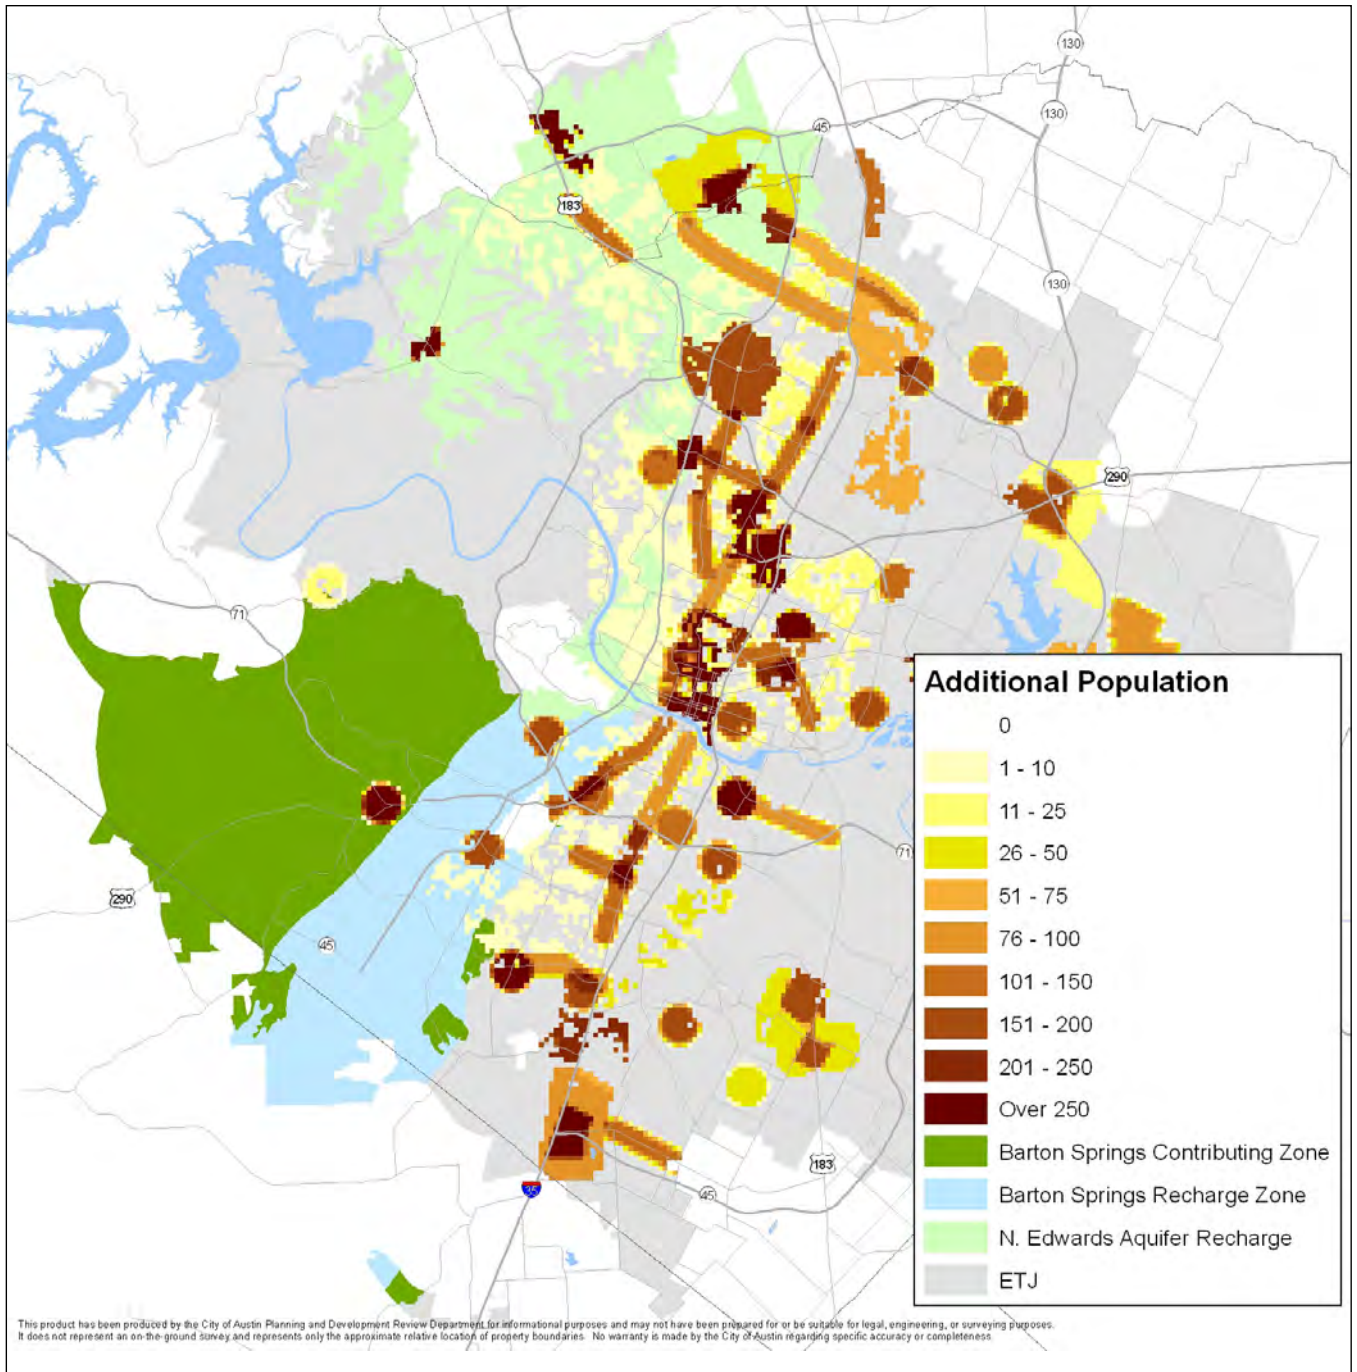 130
130
45
183
130
290
71
Additional Population
0
1 - 10
11 - 25
26 - 50
51 - 75
76 - 100
101 - 150
151 - 200
201 - 250
Over 250
Barton Springs Contributing Zone
Barton Springs Recharge Zone
N. Edwards Aquifer Recharge
ETJ
71
290
45
183
35
45
This product has been produced by the City of Austin Planning and Development Review Department for informational purposes and may not have been prepared for or be suitable for legal, engineering, or surveying purposes.
It does not represent an on-the-ground survey and represents only the approximate relative location of property boundaries. No warranty is made by the City of Austin regarding specific accuracy or completeness.